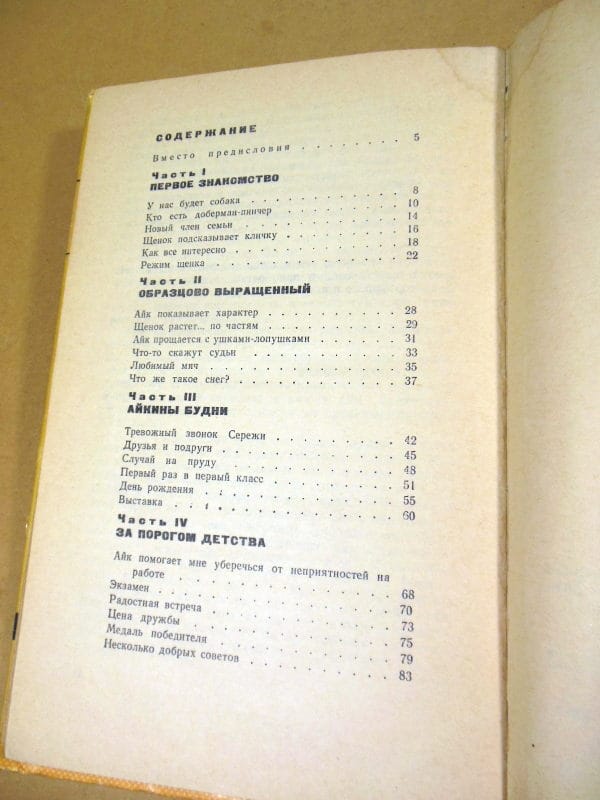 СОДЕРЖАНИЕ
Вместо предисловия . . . . . . . . 5
Часть I
ПЕРВОЕ ЗНАКОМСТВО
У нас будет собака . . . . . . . . . . 8
Кто есть доберман-пинчер . . . . . . . . 10
Новый член семьи . . . . . . . . . . 14
Щенок подсказывает кличку . . . . . . . . 16
Как все интересно . . . . . . . . . . 18
Режим щенка . . . . . . . . . . . . 22
Часть II
ОБРАЗЦОВО ВЫРАЩЕННЫЙ
Айк показывает характер . . . . . . . . . 28
Щенок растет... по частям . . . . . . . . . 29
Айк прощается с ушками-лопушками . . . . . . 31
Что-то скажут судьи . . . . . . . . . . 33
Любимый мяч . . . . . . . . . . . . 35
Что же такое снег? . . . . . . . . . . . 37
Часть III
АЙКИНЫ БУДНИ
Тревожный звонок Сережи . . . . . . . . . 42
Друзья и подруги . . . . . . . . . . . 45
Случай на пруду . . . . . . . . . . . 48
Первый раз в первый класс . . . . . . . . . 51
День рождения . . . . . . . . . . . . 55
Выставка . . . . . . . . . . . . . 60
Часть IV
ЗА ПОРОГОМ ДЕТСТВА
Айк помогает мне уберечься от неприятностей на
работе . . . . . . . . . . . . . 68
Экзамен . . . . . . . . . . . . . 70
Радостная встреча . . . . . . . . . . . 73
Цена дружбы . . . . . . . . . . . . 75
Медаль победителя . . . . . . . . . . . 79
Несколько добрых советов . . . . . . . . . 83